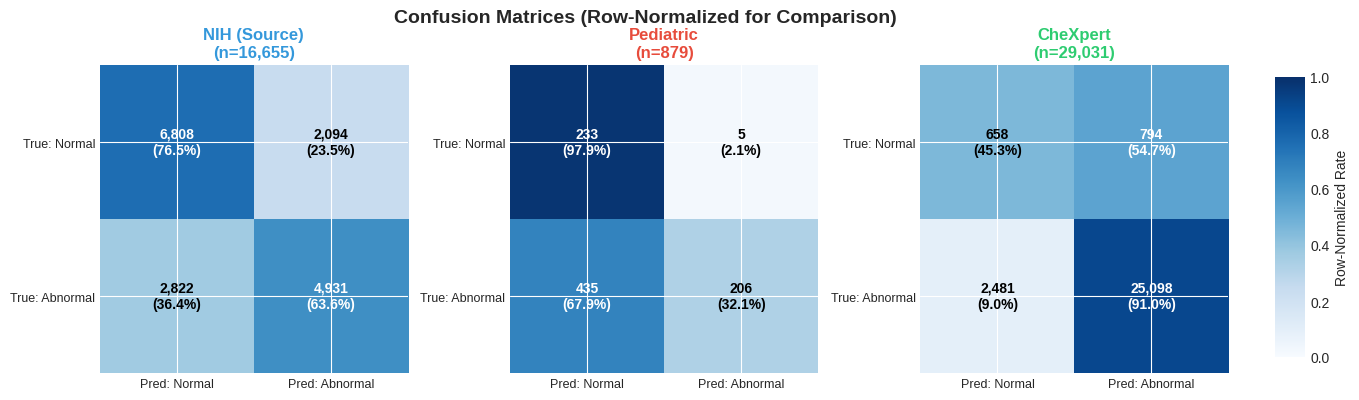 Confusion Matrices (Row-Normalized for Comparison)
NIH (Source)
(n=16,655)
True: Normal
6,808
(76.5%)
2,094
(23.5%)
True: Abnormal
2,822
(36.4%)
4,931
(63.6%)
Pred: Normal
Pred: Abnormal
Pediatric
(n=879)
True: Normal
233
(97.9%)
5
(2.1%)
True: Abnormal
435
(67.9%)
206
(32.1%)
Pred: Normal
Pred: Abnormal
CheXpert
(n=29,031)
True: Normal
658
(45.3%)
794
(54.7%)
True: Abnormal
2,481
(9.0%)
25,098
(91.0%)
Pred: Normal
Pred: Abnormal
1.0
0.8
0.6
0.4
0.2
0.0
Row-Normalized Rate